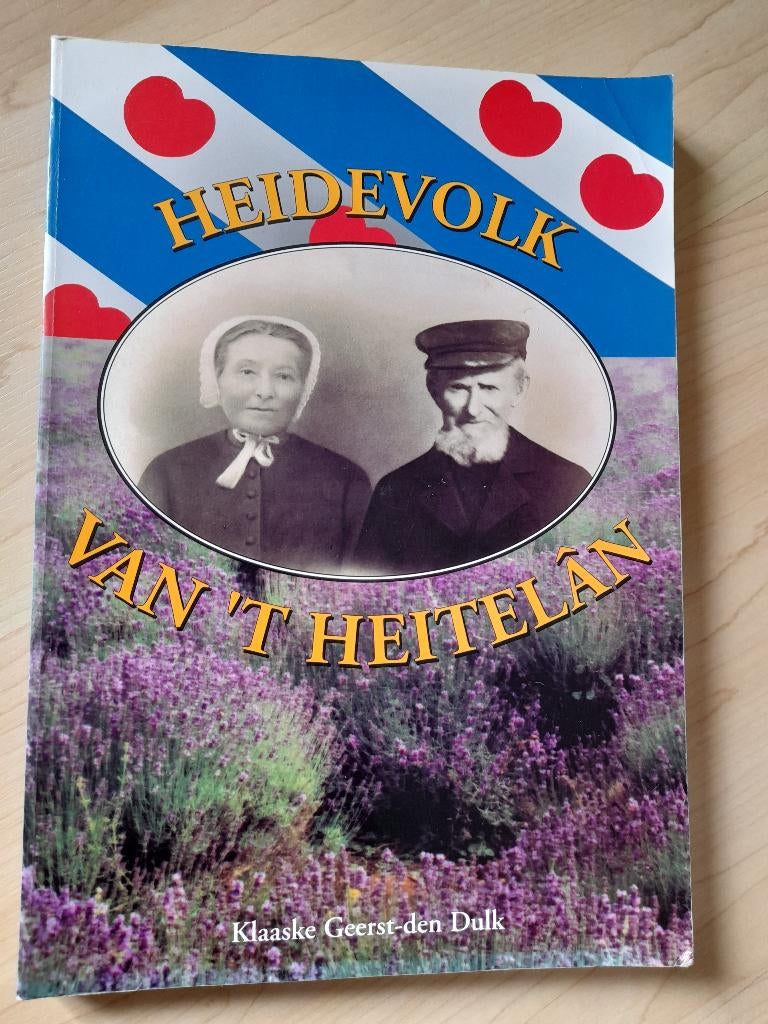 HEIDEVOLK
VAN 'T HEITELÂN
Klaaske Geerst-den Dulk